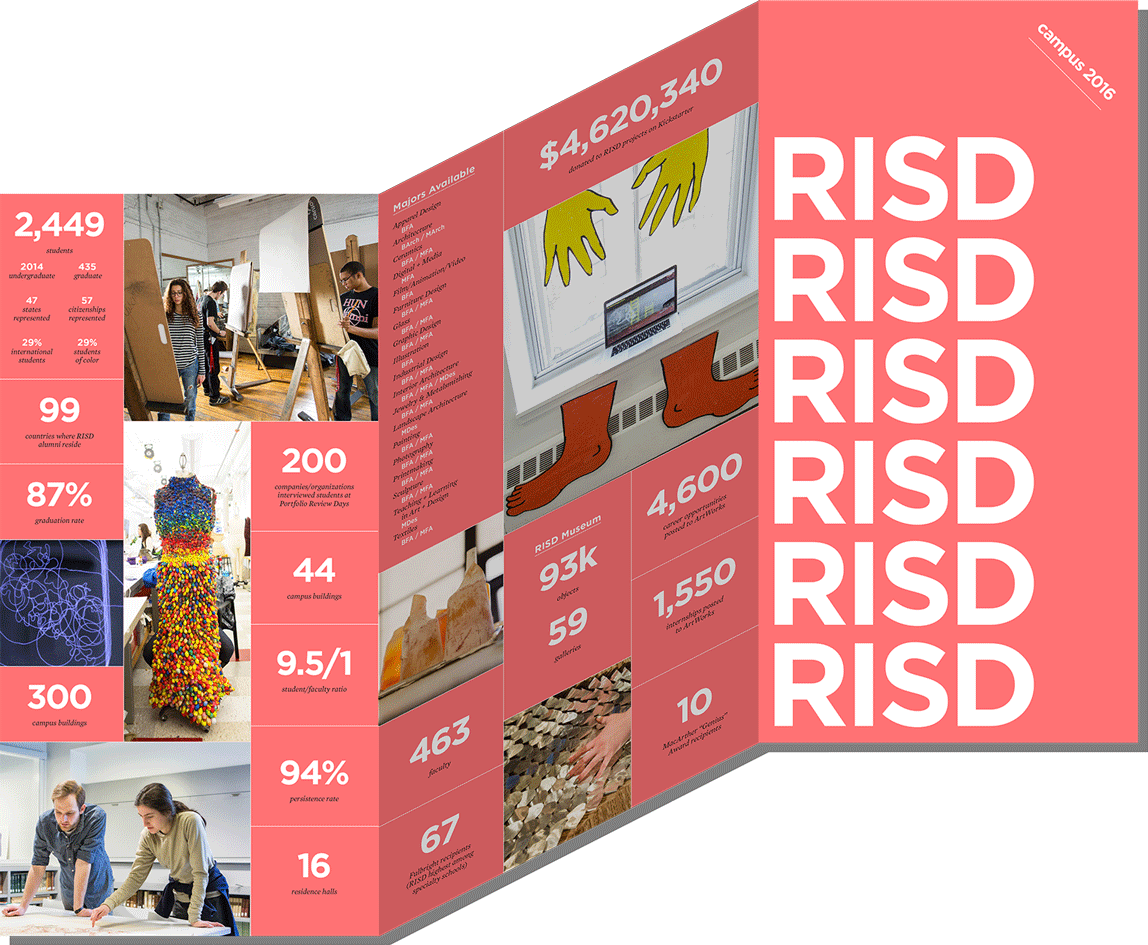 2,449
students
2014
undergraduate
435
graduate
47
states
represented
57
citizenships
represented
29%
international
students
29%
students
of color
99
countries where RISD
alumni reside
87%
graduation rate
300
campus buildings
200
companies/organizations
interviewed students at
Portfolio Review Days
44
campus buildings
9.5/1
student/faculty ratio
94%
persistence rate
16
residence halls
Majors Available
Apparel Design
BFA
Architecture
BArch / MArch
Ceramics
BFA / MFA
Digital + Media
MFA
Film/Animation/Video
BFA
Furniture Design
BFA / MFA
Glass
BFA / MFA
Graphic Design
BFA / MFA
Illustration
BFA
Industrial Design
BFA / MFA
Interior Architecture
BFA / MFA / MDes
Jewelry & Metalsmithing
BFA / MFA
Landscape Architecture
MDes
Painting
BFA / MFA
Photography
BFA / MFA
Printmaking
BFA / MFA
Sculpture
BFA / MFA
Teaching + Learning
in Art + Design
MDes
Textiles
BFA / MFA
463
faculty
67
Fulbright recipients
(RISD highest among
specialty schools)
$4,620,340
donated to RISD projects on Kickstarter
RISD Museum
93k
objects
59
galleries
4,600
career opportunities
posted to ArtWorks
1,550
internships posted
to ArtWorks
10
MacArther "Genius"
Award recipients
campus 2016
RISD
RISD
RISD
RISD
RISD
RISD